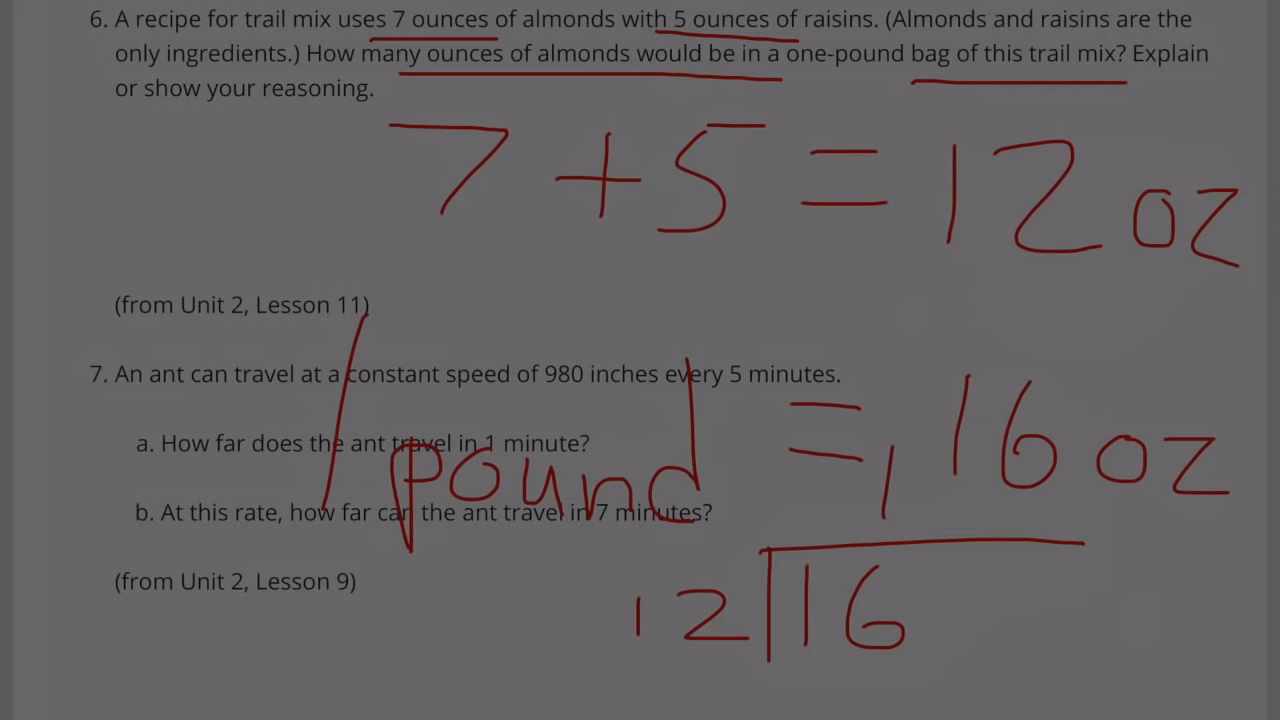 6. A recipe for trail mix uses 7 ounces of almonds with 5 ounces of raisins. (Almonds and raisins are the
only ingredients.) How many ounces of almonds would be in a one-pound bag of this trail mix? Explain
or show your reasoning.
7 + 5 = 12 oz
(from Unit 2, Lesson 11)
7. An ant can travel at a constant speed of 980 inches every 5 minutes.
a. How far does the ant travel in 1 minute?
1 pound = 16 oz
b. At this rate, how far can the ant travel in 7 minutes?
(from Unit 2, Lesson 9)
12 16